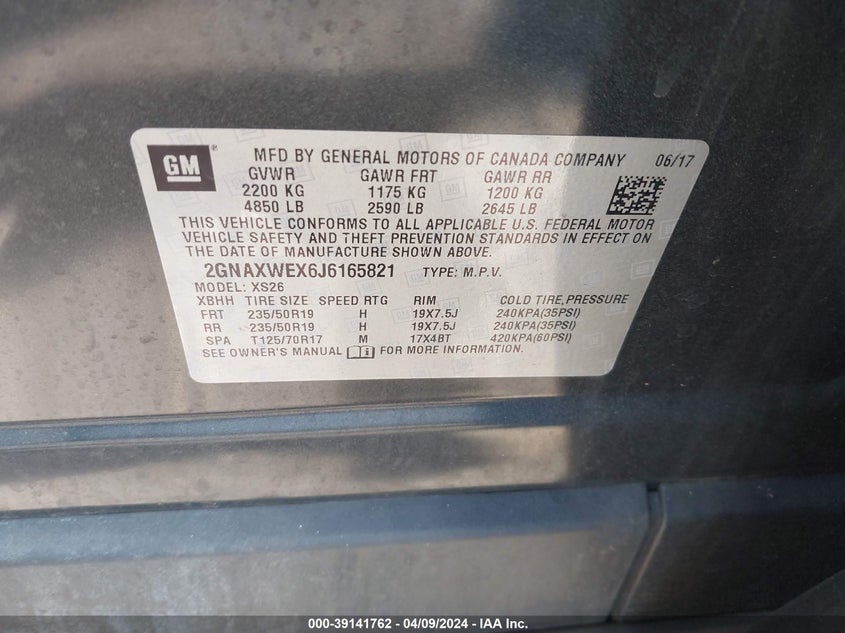 GM ® MFD BY GENERAL MOTORS OF CANADA COMPANY 06/17
GVWR GAWR FRT GAWR RR
2200 KG 1175 KG 1200 KG
4850 LB 2590 LB 2645 LB
THIS VEHICLE CONFORMS TO ALL APPLICABLE U.S. FEDERAL MOTOR
VEHICLE SAFETY AND THEFT PREVENTION STANDARDS IN EFFECT ON
THE DATE OF MANUFACTURE SHOWN ABOVE.
2GNAXWEX6J6165821 TYPE: M.P.V.
MODEL: XS26
XBHH TIRE SIZE SPEED RTG RIM COLD TIRE PRESSURE
FRT 235/50R19 H 19X7.5J 240KPA(35PSI)
RR 235/50R19 H 19X7.5J 240KPA(35PSI)
SPA T125/70R17 M 17X4BT 420KPA(60PSI)
SEE OWNER'S MANUAL FOR MORE INFORMATION.
000-39141762 - 04/09/2024 - IAA Inc.